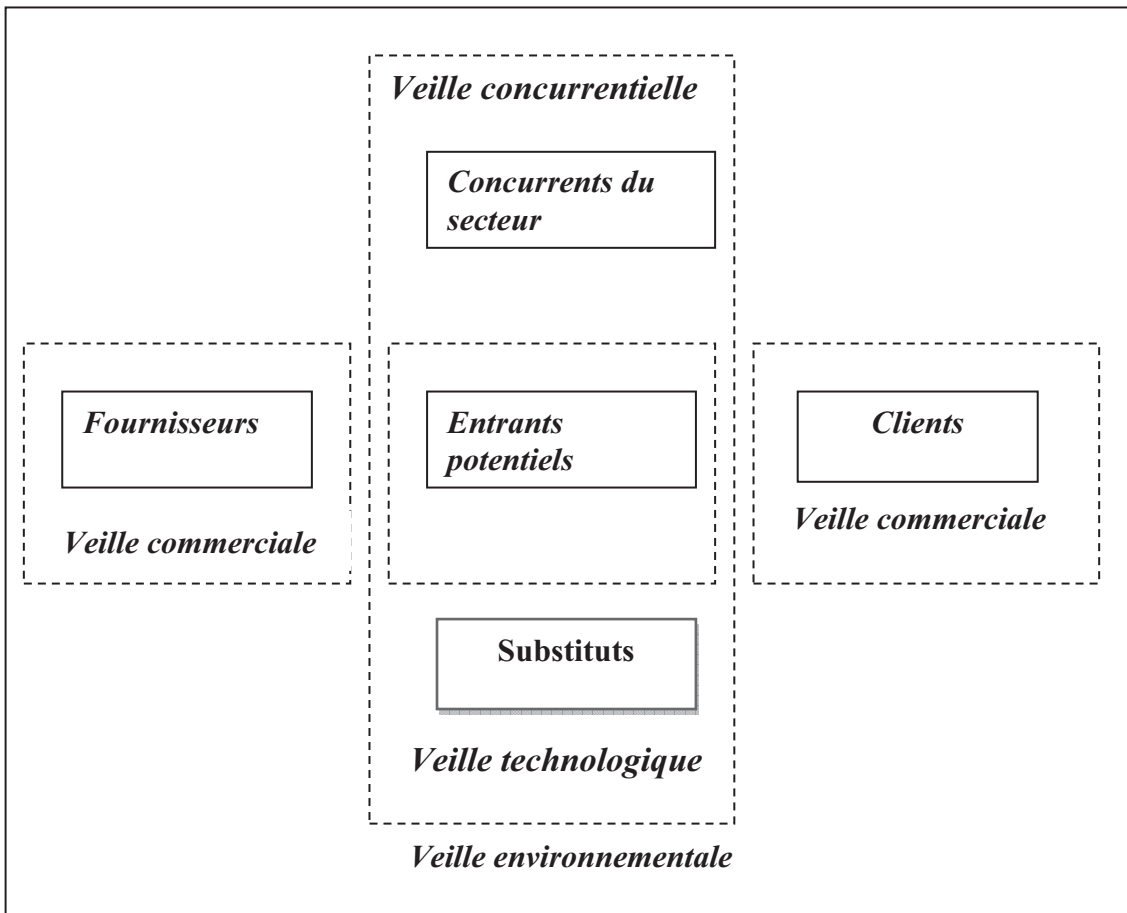 Veille concurrentielle
Concurrents du
secteur
Fournisseurs
Veille commerciale
Entrants
potentiels
Clients
Veille commerciale
Substituts
Veille technologique
Veille environnementale